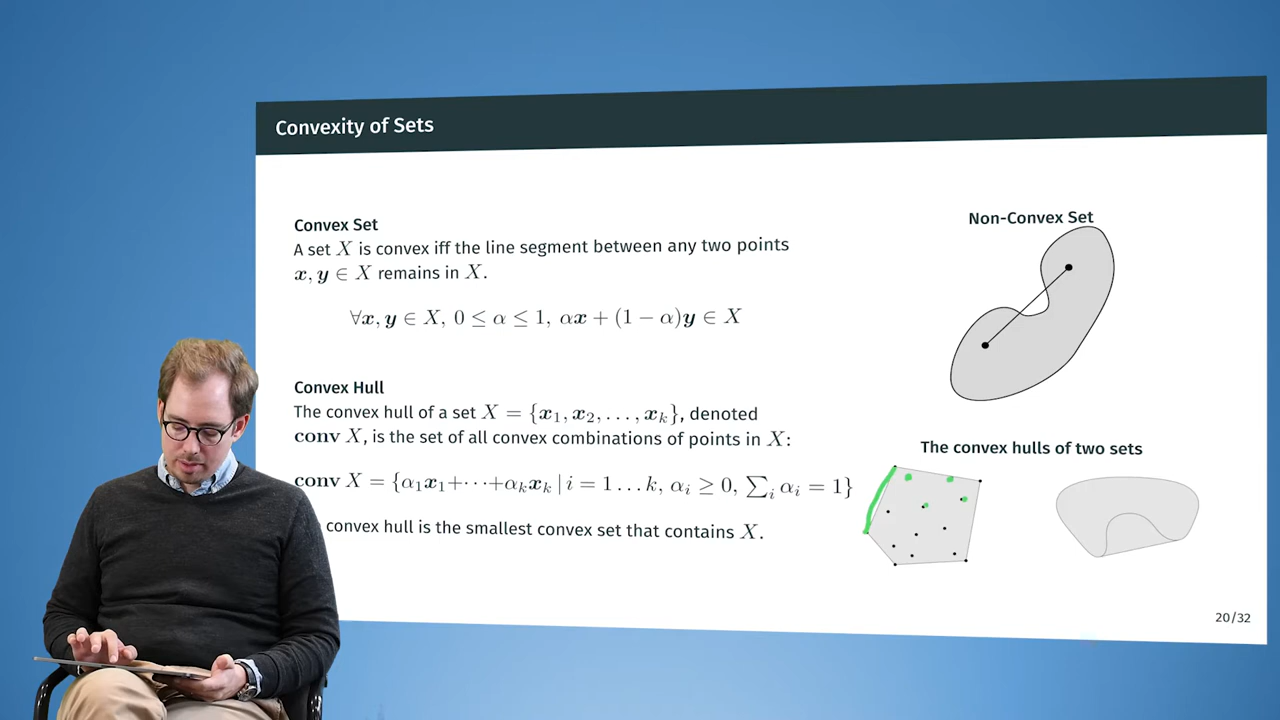 Convexity of Sets
Convex Set
A set X is convex iff the line segment between any two points
x, y ∈ X remains in X.
∀x, y ∈ X, 0 ≤ α ≤ 1, αx + (1 − α)y ∈ X
Non-Convex Set
Convex Hull
The convex hull of a set X = {x₁, x₂, . . . , xₖ}, denoted
conv X, is the set of all convex combinations of points in X:
conv X = {α₁x₁+· · ·+αₖxₖ | i = 1 . . . k, αᵢ ≥ 0, ∑ᵢ αᵢ = 1}
convex hull is the smallest convex set that contains X.
The convex hulls of two sets
20/32